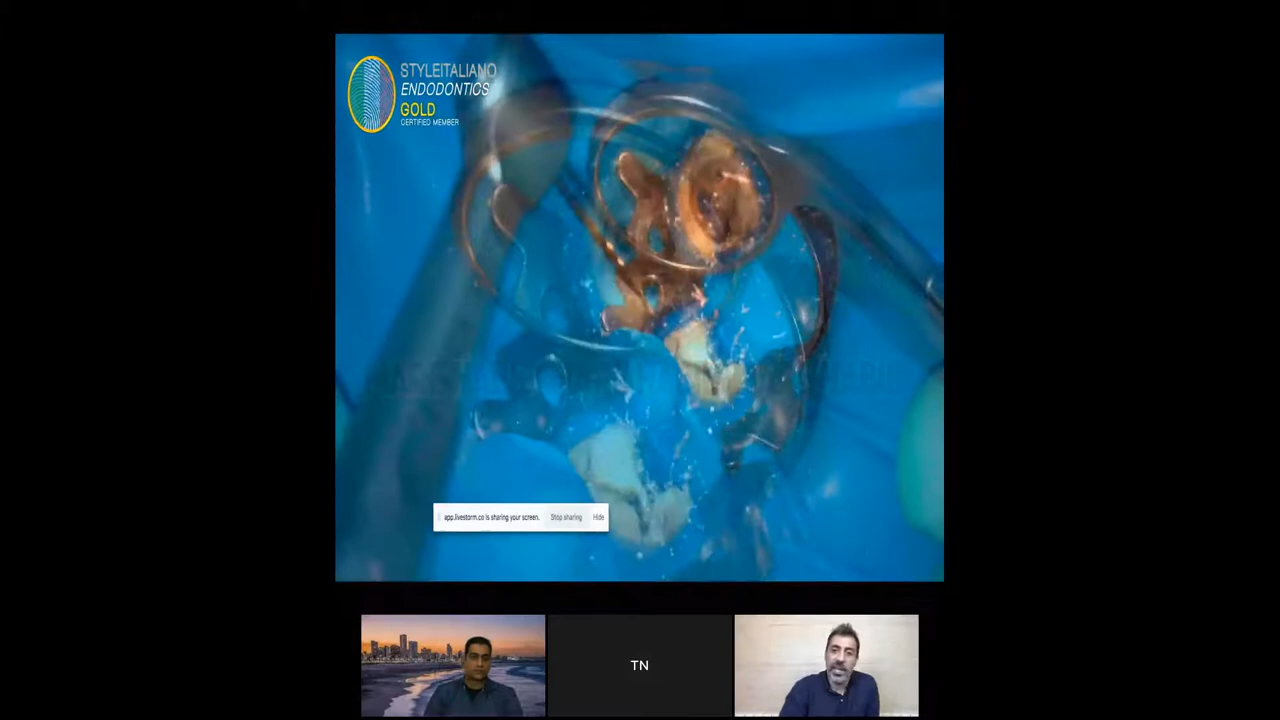 STYLEITALIANO
ENDODONTICS
GOLD
CERTIFIED MEMBER
app.livestorm.co is sharing your screen. Stop sharing Hide
TN